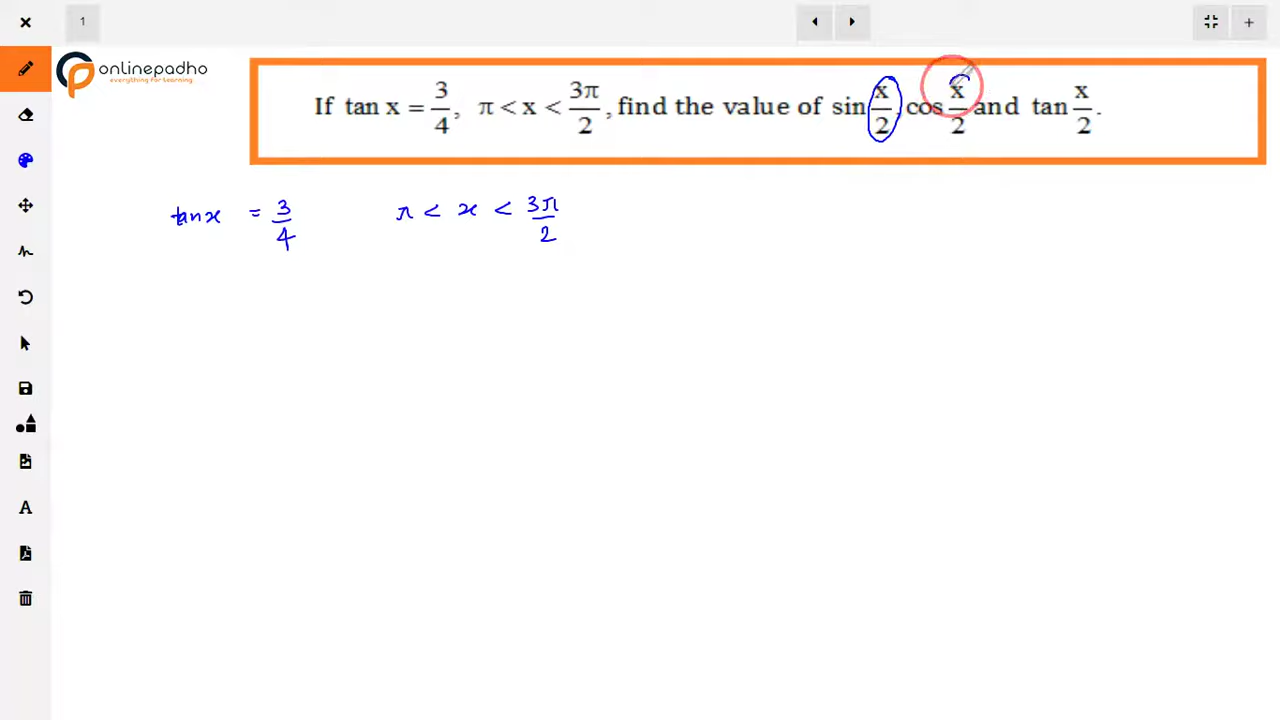 1
onlinepadho
everything for learning
If tan x = 3/4, π < x < 3π/2, find the value of sin x/2, cos x/2 and tan x/2.
tan x = 3/4 π < x < 3π/2
A